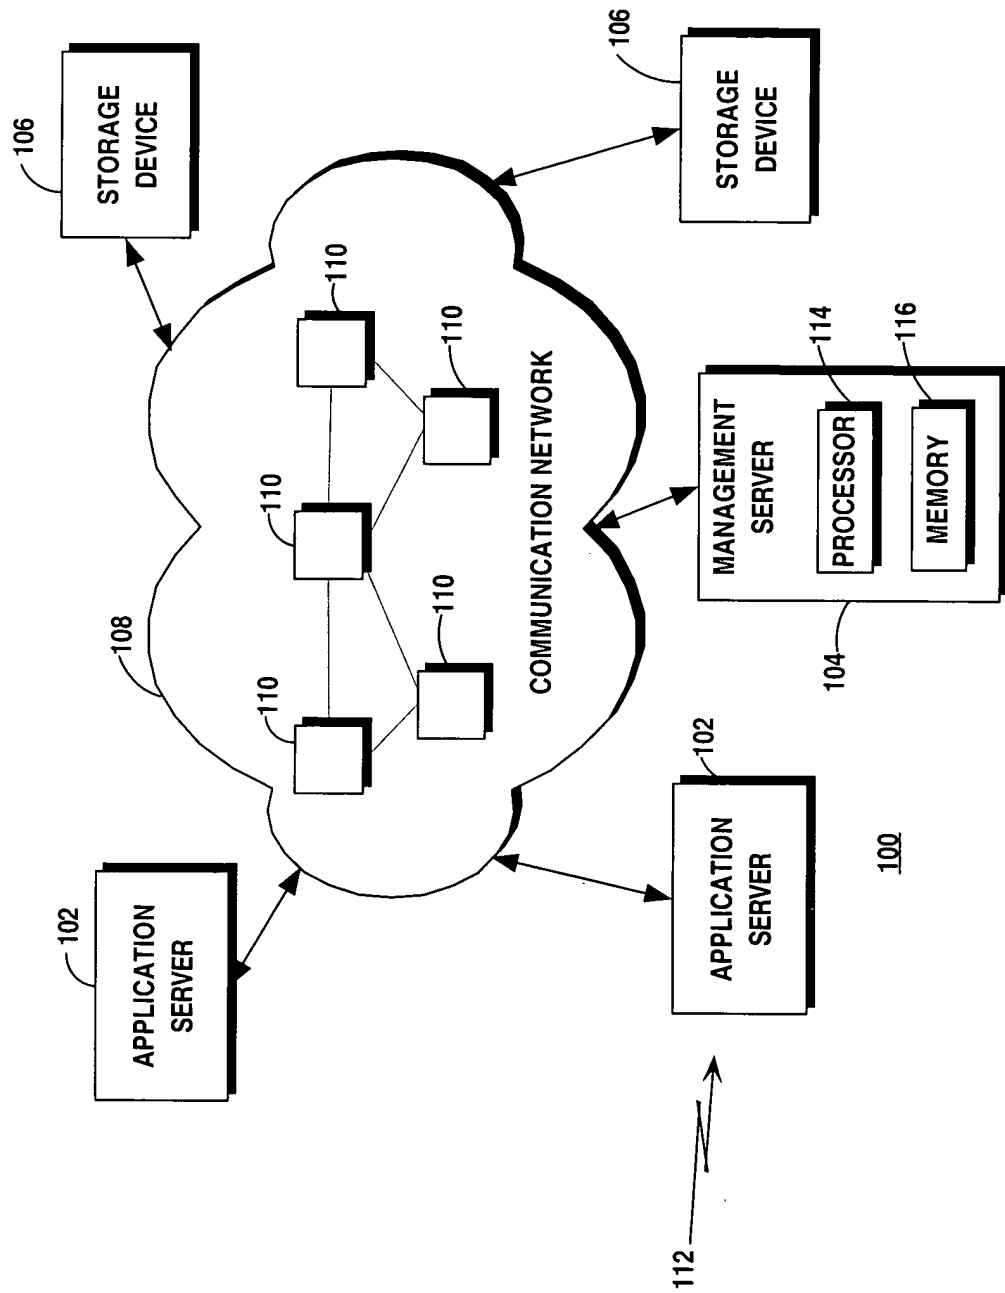 102
APPLICATION
SERVER
106
STORAGE
DEVICE
108
110
110
110
110
110
COMMUNICATION NETWORK
112
102
APPLICATION
SERVER
104
MANAGEMENT
SERVER
PROCESSOR
114
MEMORY
116
106
STORAGE
DEVICE
100